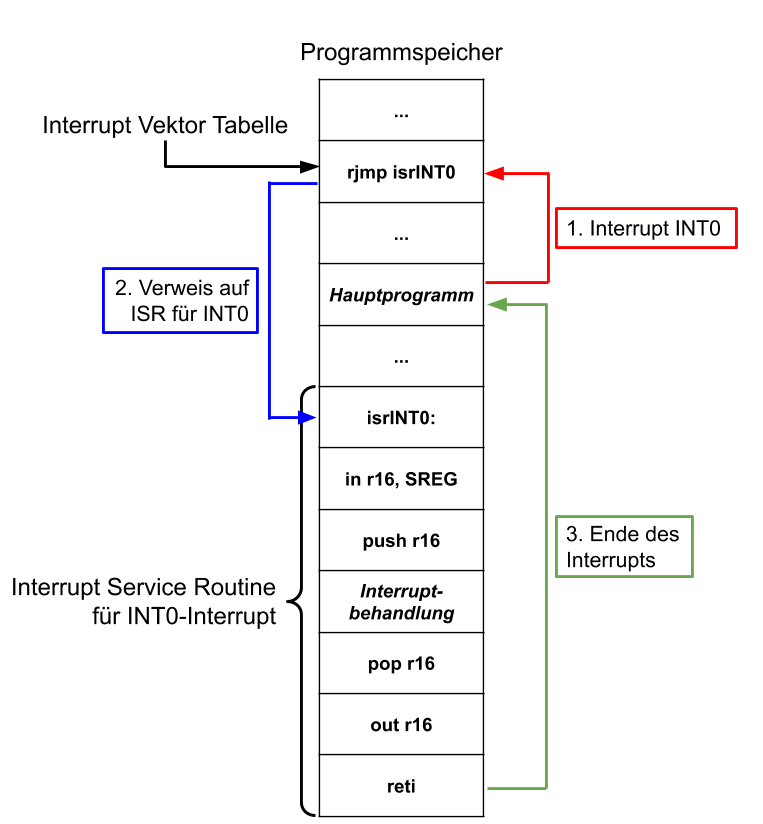 Programmspeicher
...
Interrupt Vektor Tabelle
rjmp isrINT0
1. Interrupt INT0
...
2. Verweis auf
ISR für INT0
Hauptprogramm
...
isrINT0:
in r16, SREG
push r16
3. Ende des
Interrupts
Interrupt Service Routine
für INT0-Interrupt
Interrupt-
behandlung
pop r16
out r16
reti